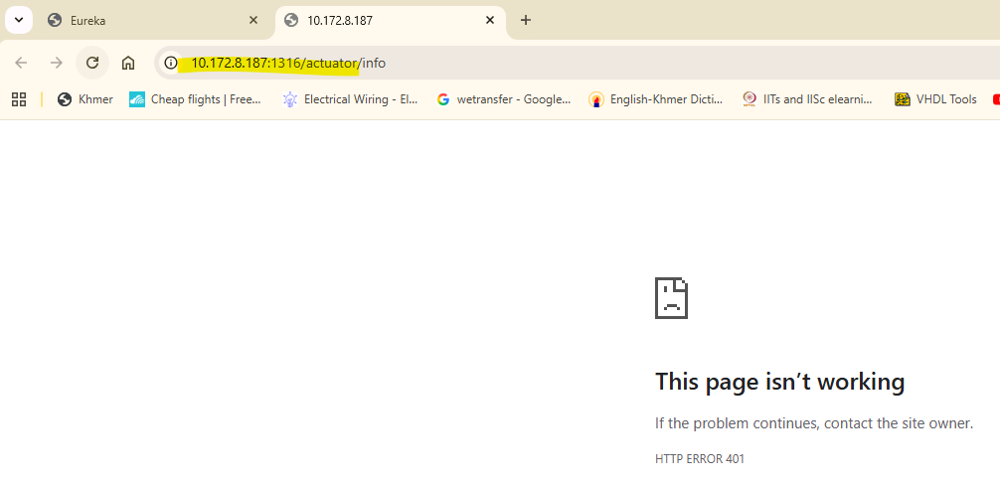 Eureka
10.172.8.187
10.172.8.187:1316/actuator/info
Khmer
Cheap flights | Free...
Electrical Wiring - El...
wetransfer - Google...
English-Khmer Dicti...
IITs and IISc elearni...
VHDL Tools
This page isn’t working
If the problem continues, contact the site owner.
HTTP ERROR 401